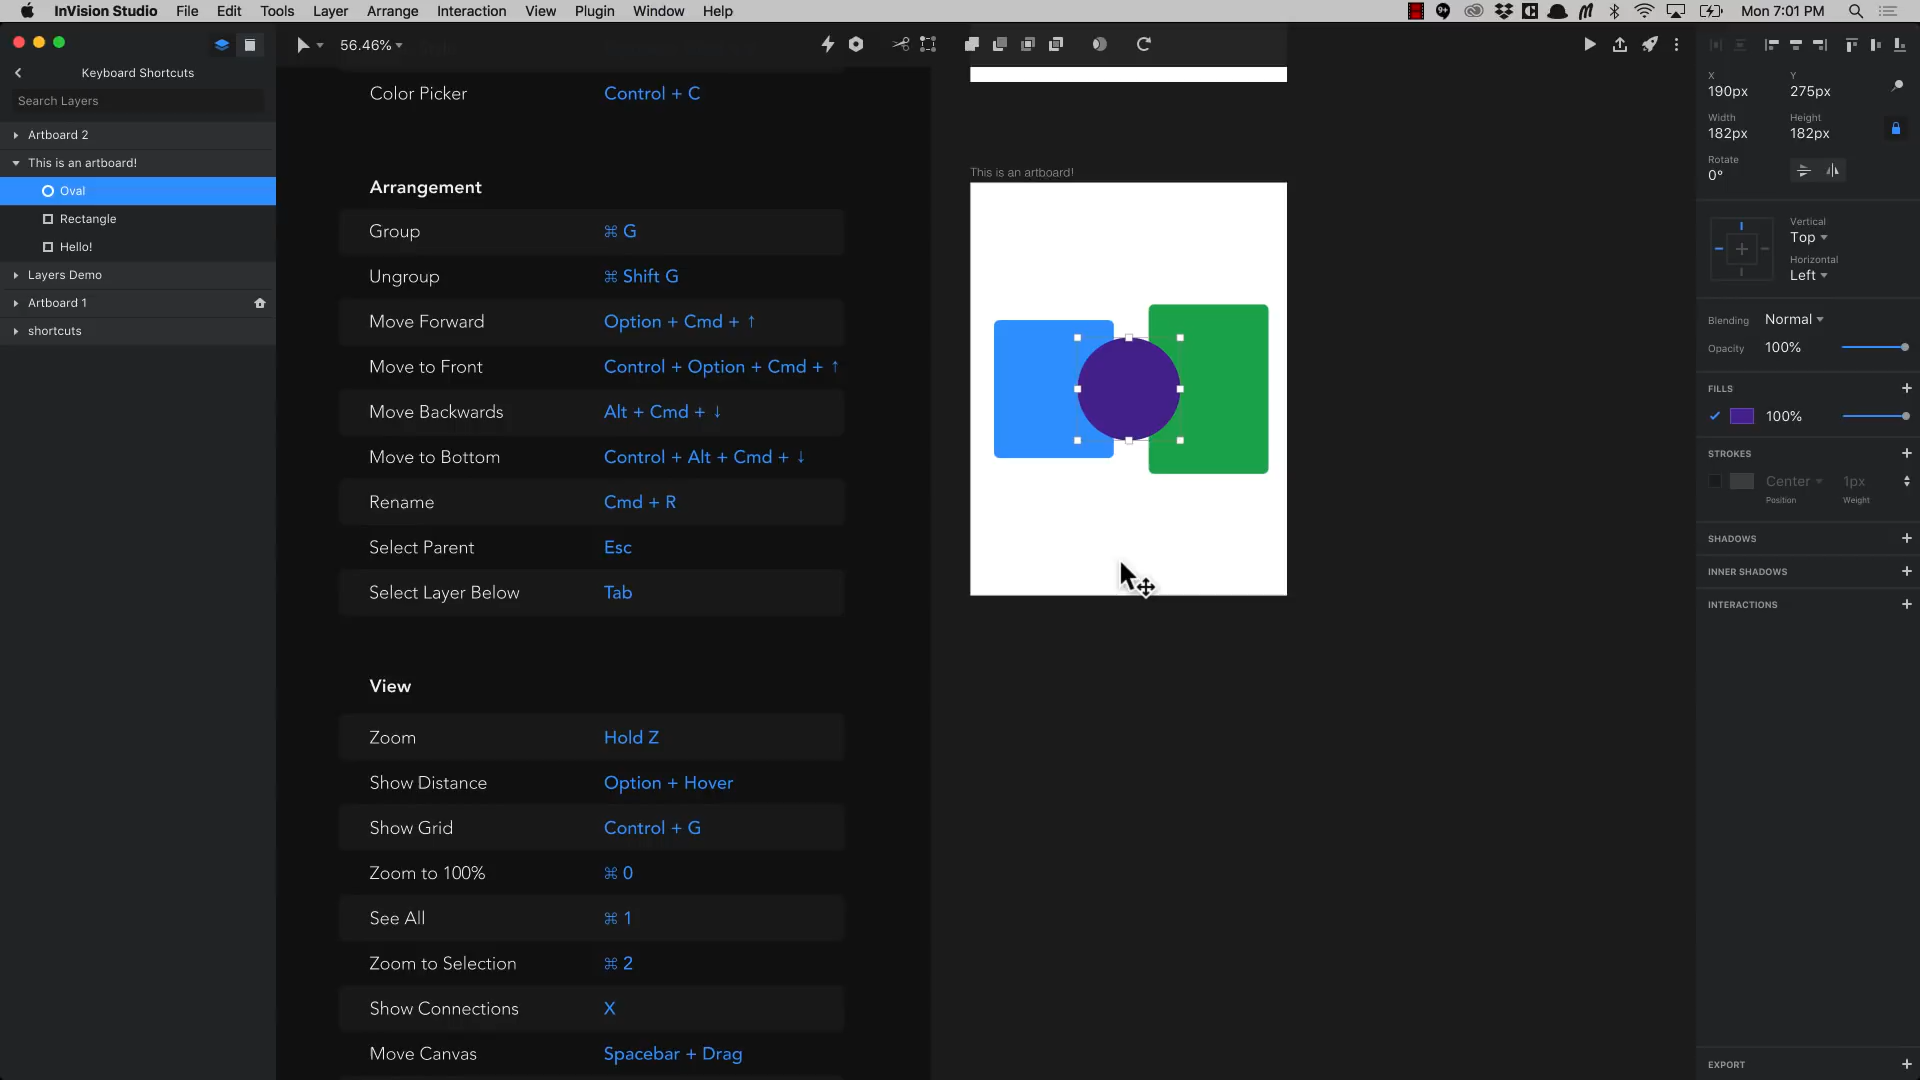 InVision Studio File Edit Tools Layer Arrange Interaction View Plugin Window Help Mon 7:01 PM
56.46%
Keyboard Shortcuts
Search Layers
Artboard 2
This is an artboard!
Oval
Rectangle
Hello!
Layers Demo
Artboard 1
shortcuts
Color Picker Control + C
Arrangement
Group ⌘ G
Ungroup ⌘ Shift G
Move Forward Option + Cmd + ↑
Move to Front Control + Option + Cmd + ↑
Move Backwards Alt + Cmd + ↓
Move to Bottom Control + Alt + Cmd + ↓
Rename Cmd + R
Select Parent Esc
Select Layer Below Tab
View
Zoom Hold Z
Show Distance Option + Hover
Show Grid Control + G
Zoom to 100% ⌘ 0
See All ⌘ 1
Zoom to Selection ⌘ 2
Show Connections X
Move Canvas Spacebar + Drag
This is an artboard!
X Y
190px 275px
Width Height
182px 182px
Rotate
0°
Vertical
Top
Horizontal
Left
Blending Normal
Opacity 100%
FILLS
100%
STROKES
Center 1px
Position Weight
SHADOWS
INNER SHADOWS
INTERACTIONS
EXPORT